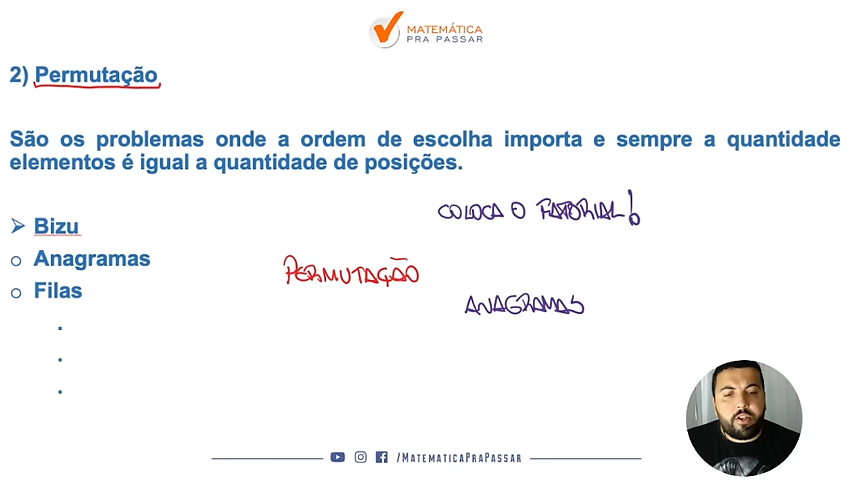 MATEMÁTICA
PRA PASSAR
2) Permutação
São os problemas onde a ordem de escolha importa e sempre a quantidade
elementos é igual a quantidade de posições.
➢ Bizu
COLOCA O FATORIAL!
o Anagramas
PERMUTAÇÃO
o Filas
ANAGRAMAS
.
.
.
/MATEMATICAPRAPASSAR